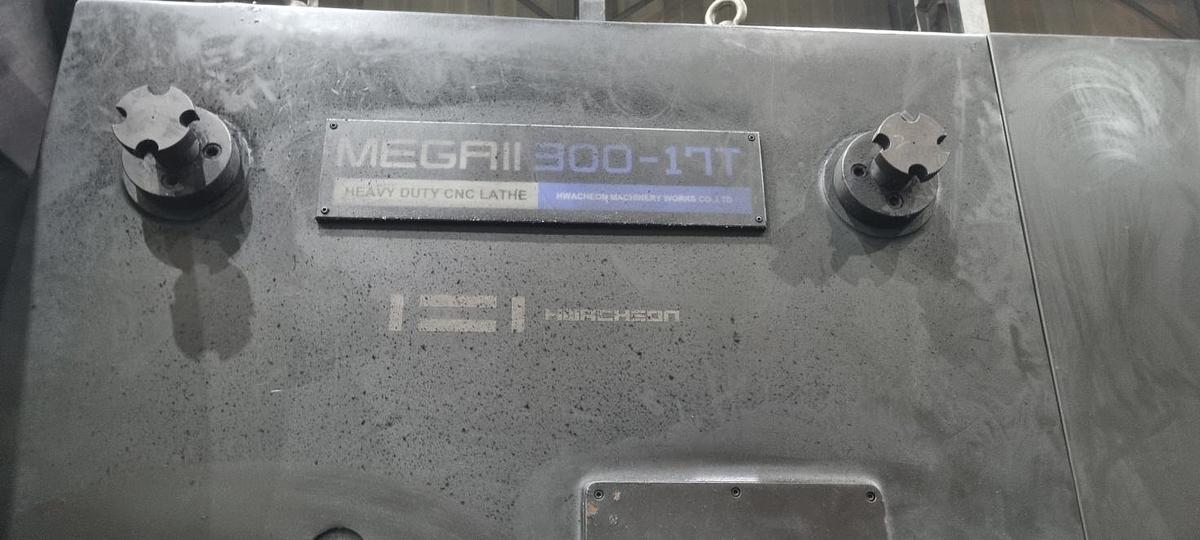 MEGAII 300-17T
HEAVY DUTY CNC LATHE HWACHEON MACHINERY WORKS CO.,LTD
HWACHEON